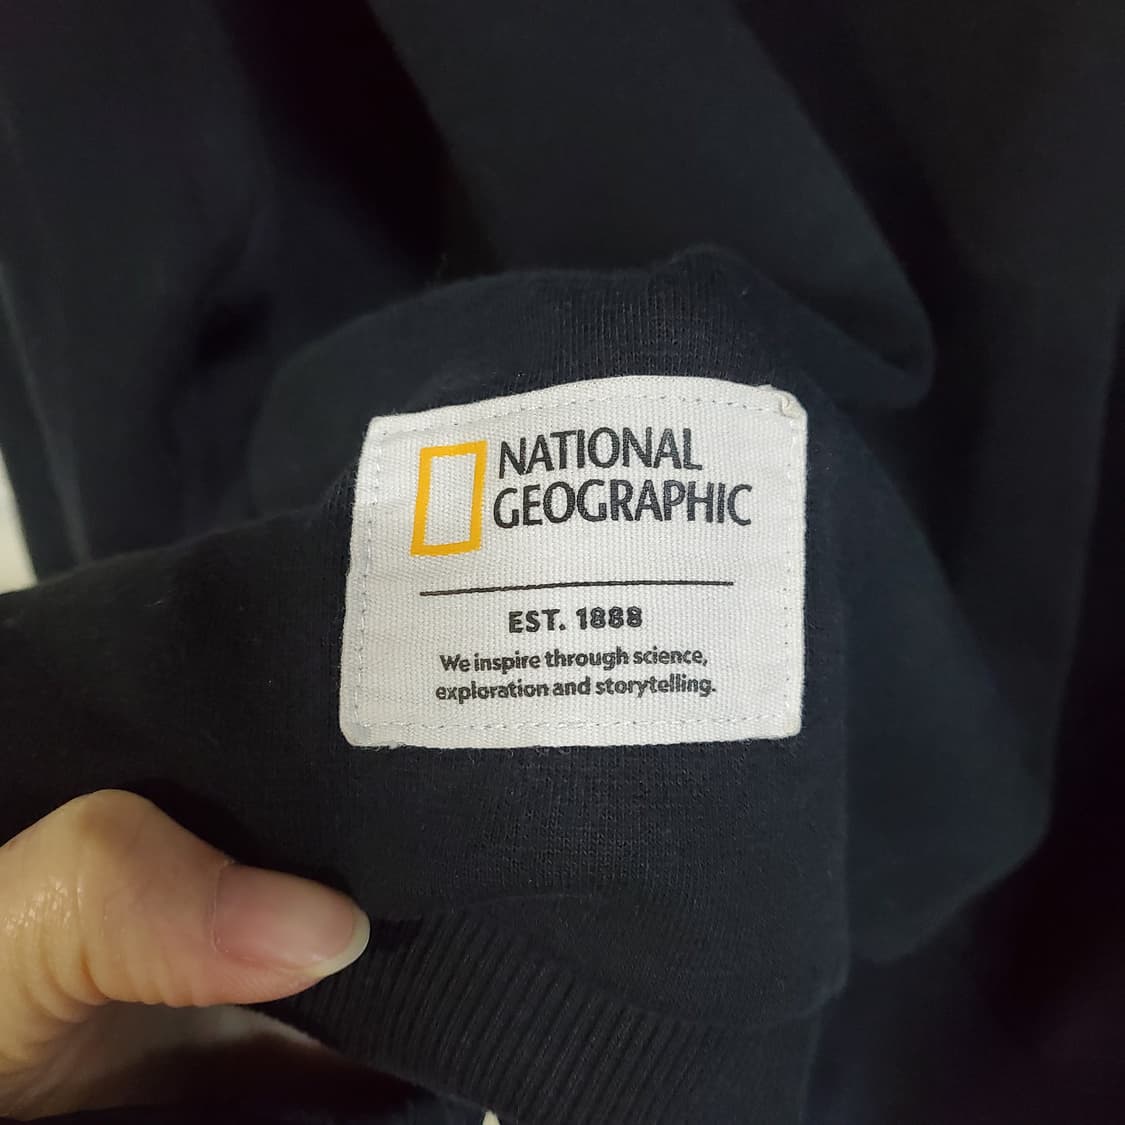 NATIONAL
GEOGRAPHIC
EST. 1888
We inspire through science,
exploration and storytelling.